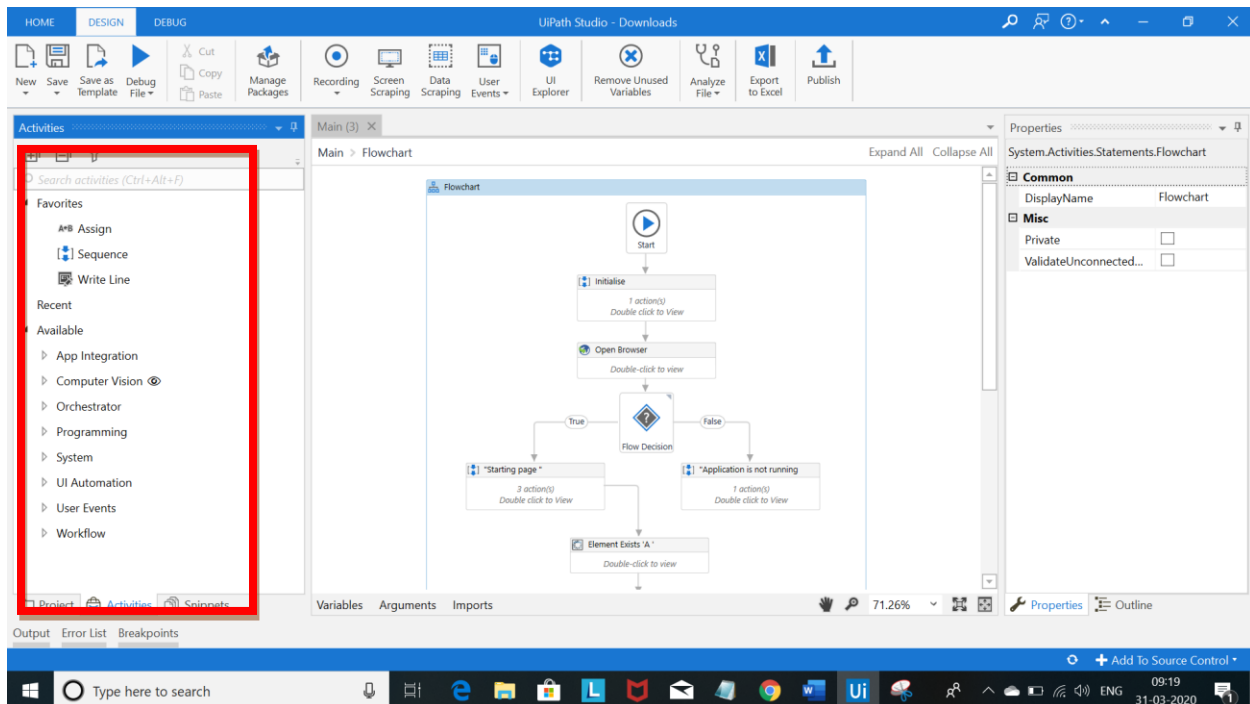 HOME DESIGN DEBUG UiPath Studio - Downloads
New Save Save as Template Debug File Cut Copy Paste Manage Packages Recording Screen Scraping Data Scraping User Events UI Explorer Remove Unused Variables Analyze File Export to Excel Publish
Activities
Search activities (Ctrl+Alt+F)
Favorites
A*B Assign
Sequence
Write Line
Recent
Available
App Integration
Computer Vision
Orchestrator
Programming
System
UI Automation
User Events
Workflow
Project Activities Snippets
Main (3)
Main > Flowchart Expand All Collapse All
Flowchart
Start
Initialise
1 action(s)
Double click to View
Open Browser
Double-click to view
True False
Flow Decision
"Starting page "
3 action(s)
Double click to View
"Application is not running
1 action(s)
Double click to View
Element Exists 'A '
Double-click to view
Variables Arguments Imports 71.26%
Properties
System.Activities.Statements.Flowchart
Common
DisplayName Flowchart
Misc
Private
ValidateUnconnected...
Properties Outline
Output Error List Breakpoints
Add To Source Control
Type here to search
L
W
Ui
ENG
09:19
31-03-2020
1